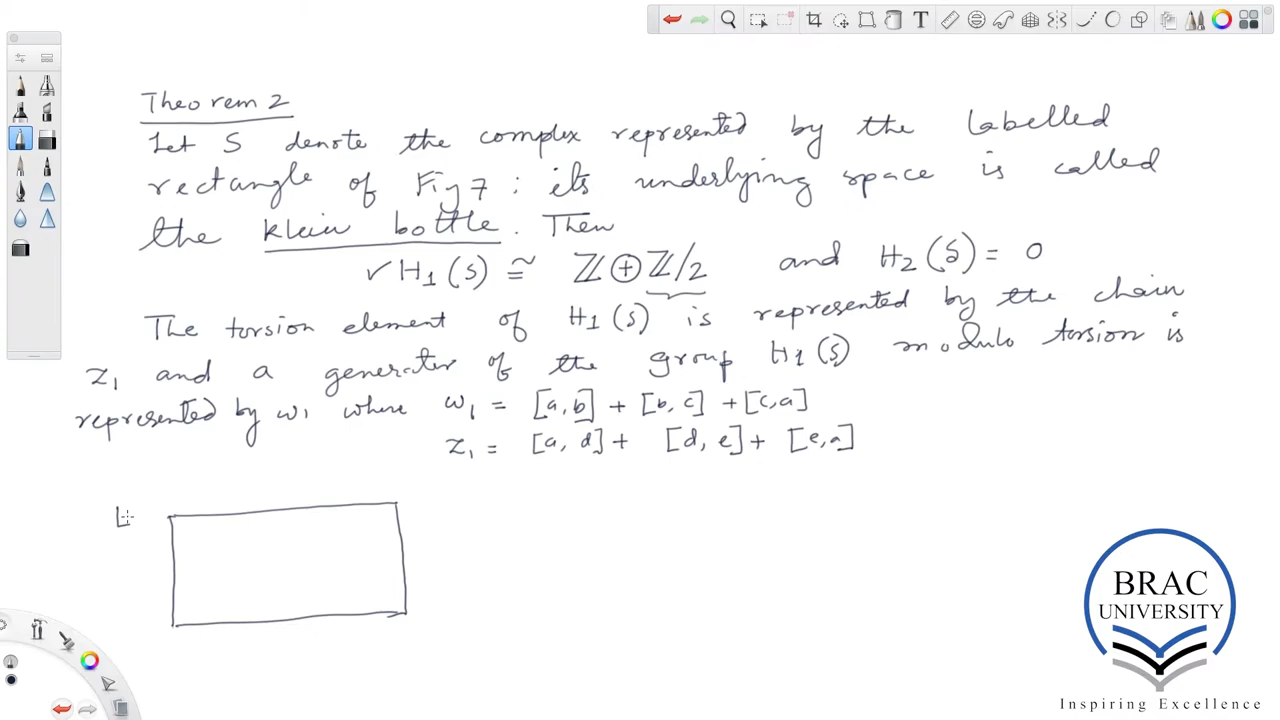 Theorem 2
Let S denote the complex represented by the labelled
rectangle of Fig 7 : its underlying space is called
the klein bottle. Then
✓ H₁(S) ≅ ℤ ⊕ ℤ/2 and H₂(S) = 0
The torsion element of H₁(S) is represented by the chain
z₁ and a generator of the group H₁(S) modulo torsion is
represented by w₁ where w₁ = [a, b] + [b, c] + [c, a]
z₁ = [a, d] + [d, e] + [e, a]
BRAC
UNIVERSITY
Inspiring Excellence